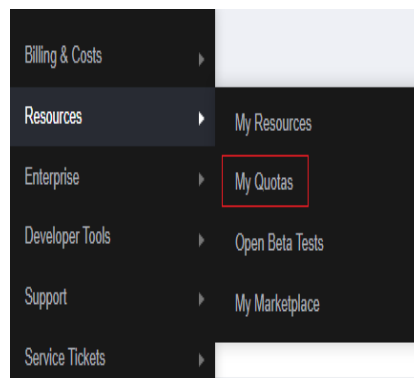 Billing & Costs
Resources
Enterprise
Developer Tools
Support
Service Tickets
My Resources
My Quotas
Open Beta Tests
My Marketplace